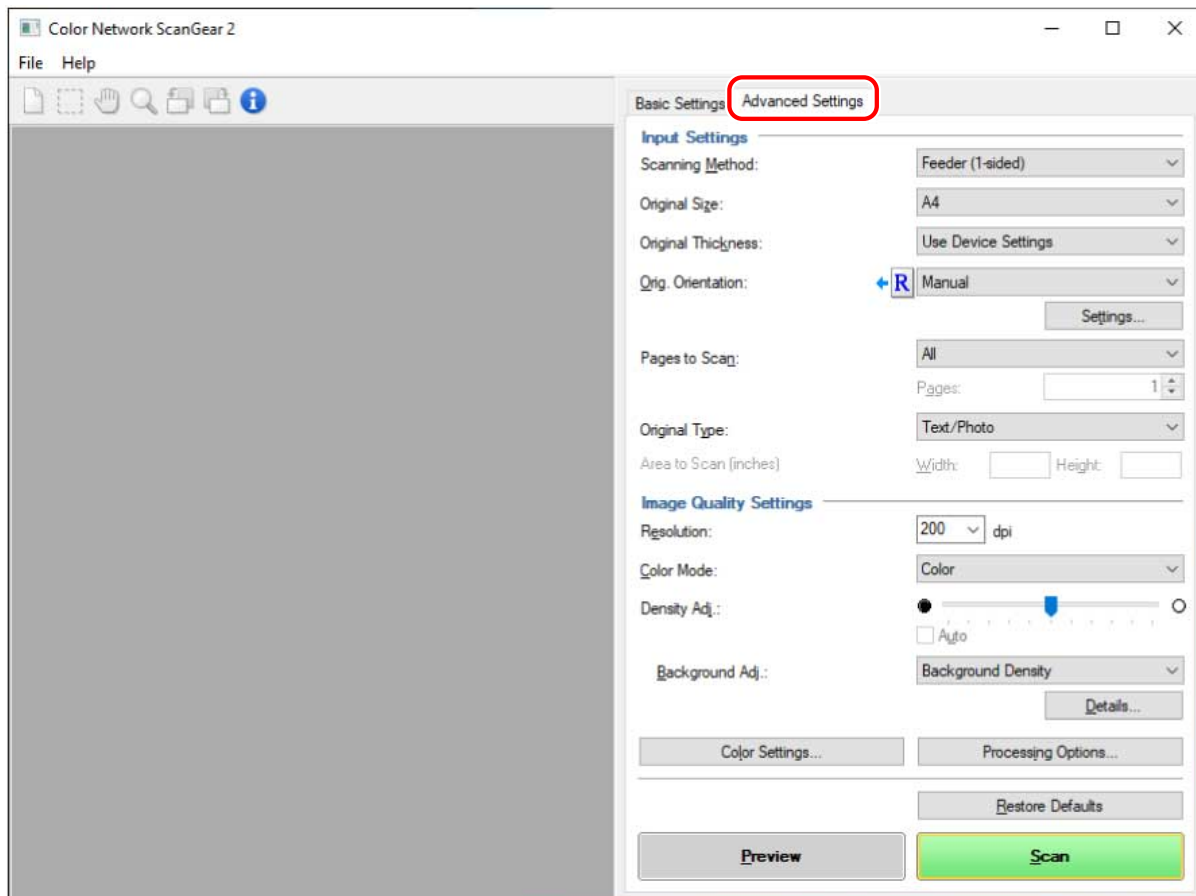 Color Network ScanGear 2
File Help
Basic Settings Advanced Settings
Input Settings
Scanning Method: Feeder (1-sided)
Original Size: A4
Original Thickness: Use Device Settings
Orig. Orientation: R Manual
Settings...
Pages to Scan: All
Pages: 1
Original Type: Text/Photo
Area to Scan (inches) Width: Height:
Image Quality Settings
Resolution: 200 dpi
Color Mode: Color
Density Adj.:
Auto
Background Adj.: Background Density
Details...
Color Settings... Processing Options...
Restore Defaults
Preview Scan